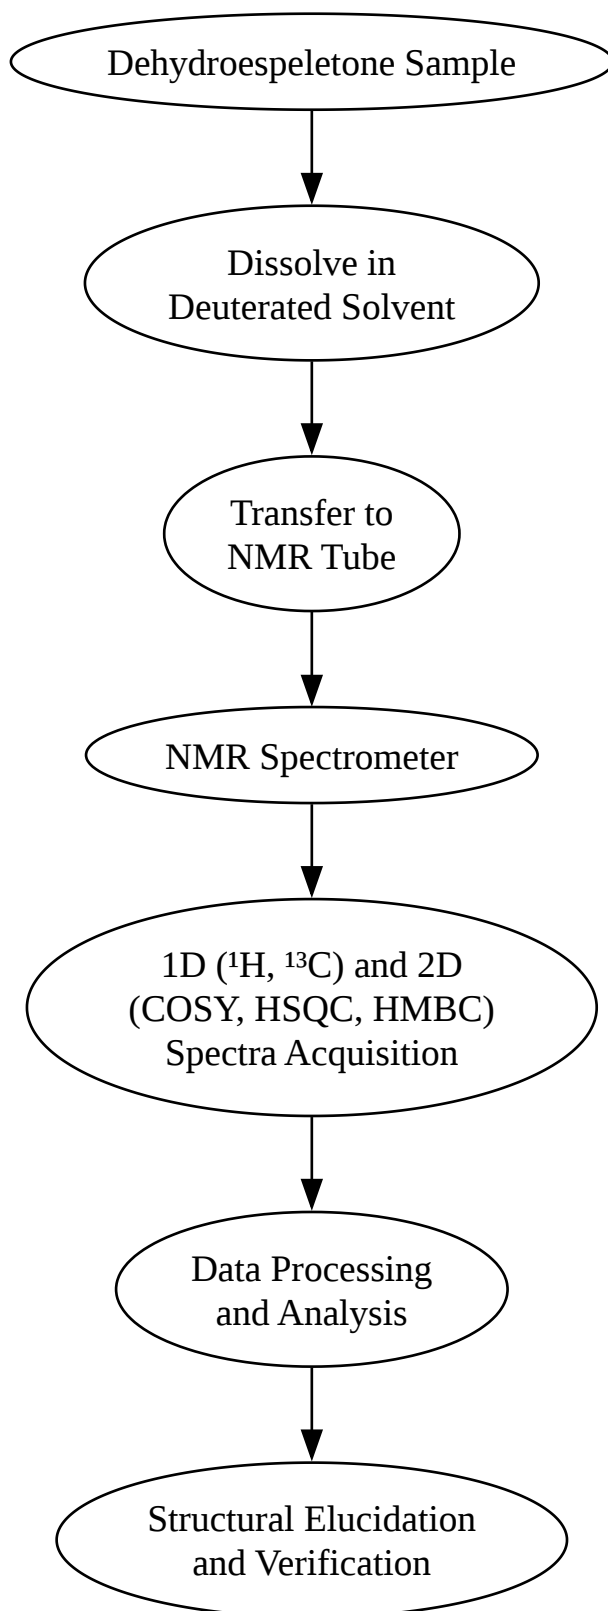 Dehydroespeletone Sample
Dissolve in
Deuterated Solvent
Transfer to
NMR Tube
NMR Spectrometer
1D (¹H, ¹³C) and 2D
(COSY, HSQC, HMBC)
Spectra Acquisition
Data Processing
and Analysis
Structural Elucidation
and Verification